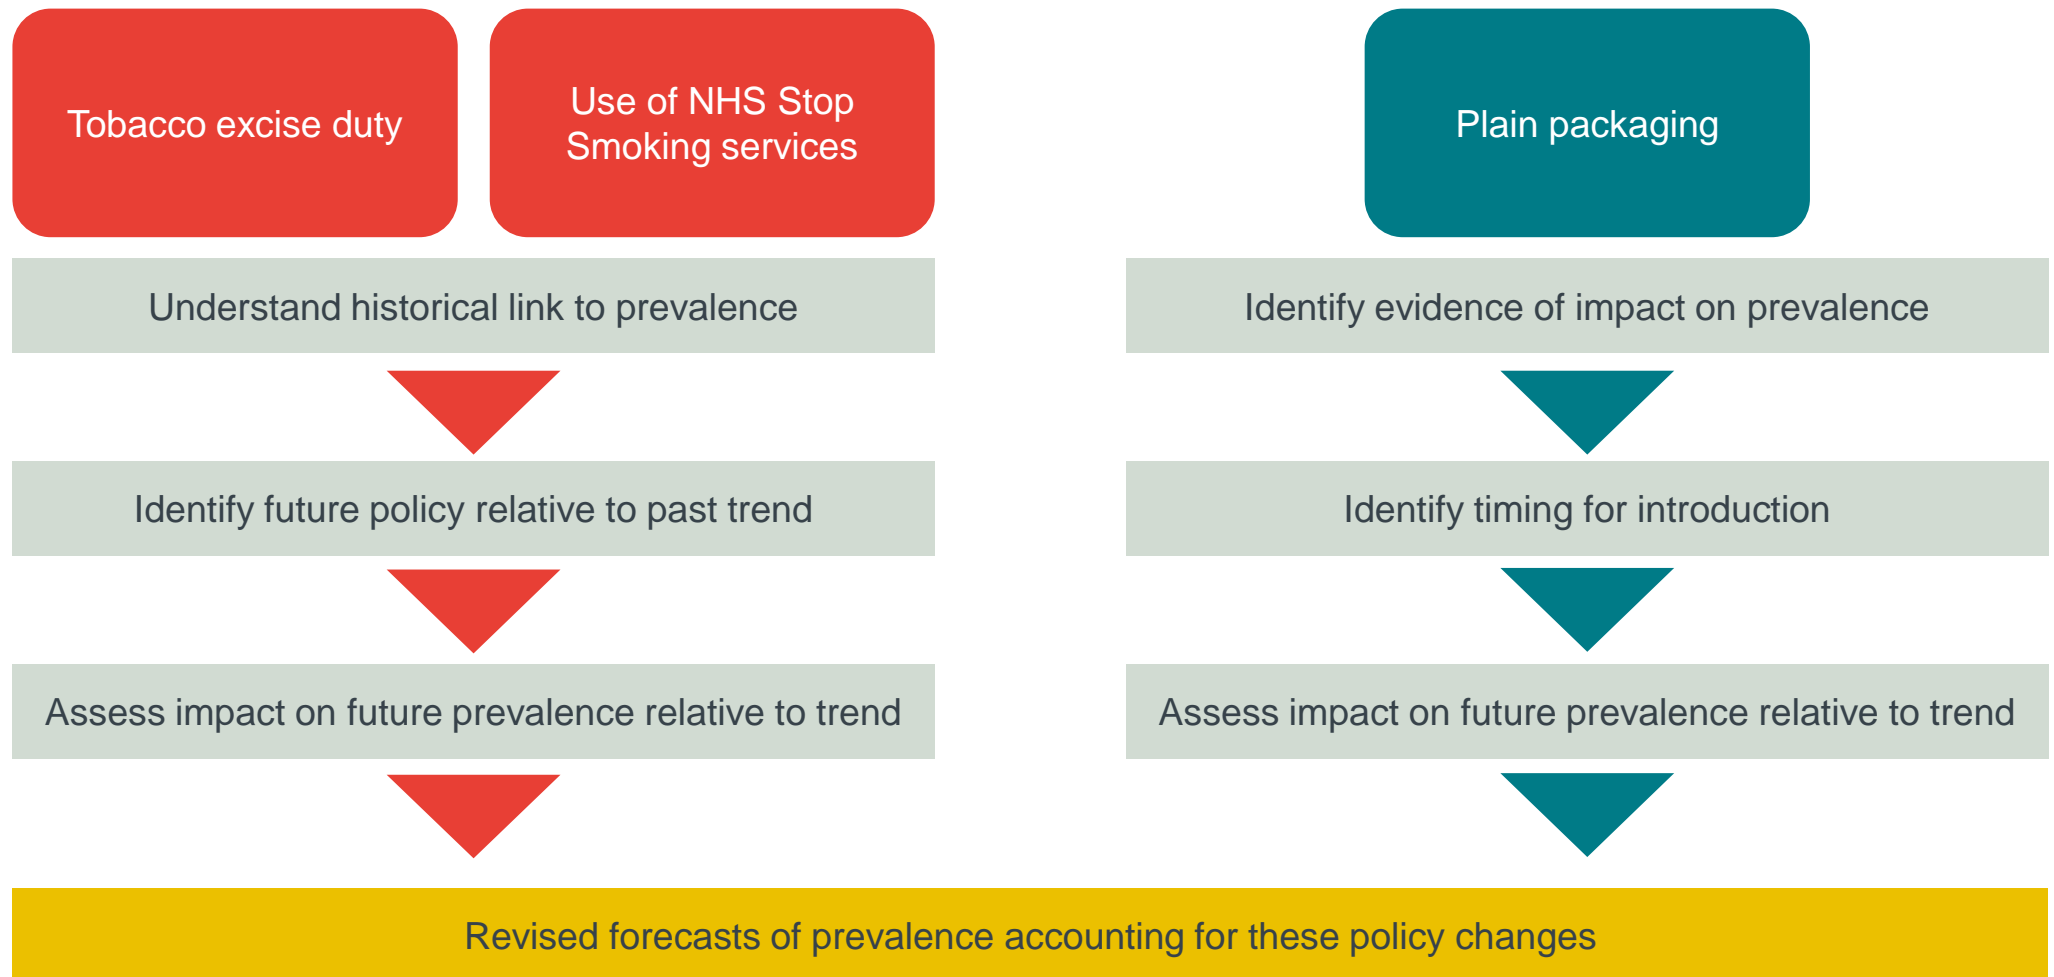 Tobacco excise duty
Use of NHS Stop
Smoking services
Plain packaging
Understand historical link to prevalence
Identify evidence of impact on prevalence
Identify future policy relative to past trend
Identify timing for introduction
Assess impact on future prevalence relative to trend
Assess impact on future prevalence relative to trend
Revised forecasts of prevalence accounting for these policy changes